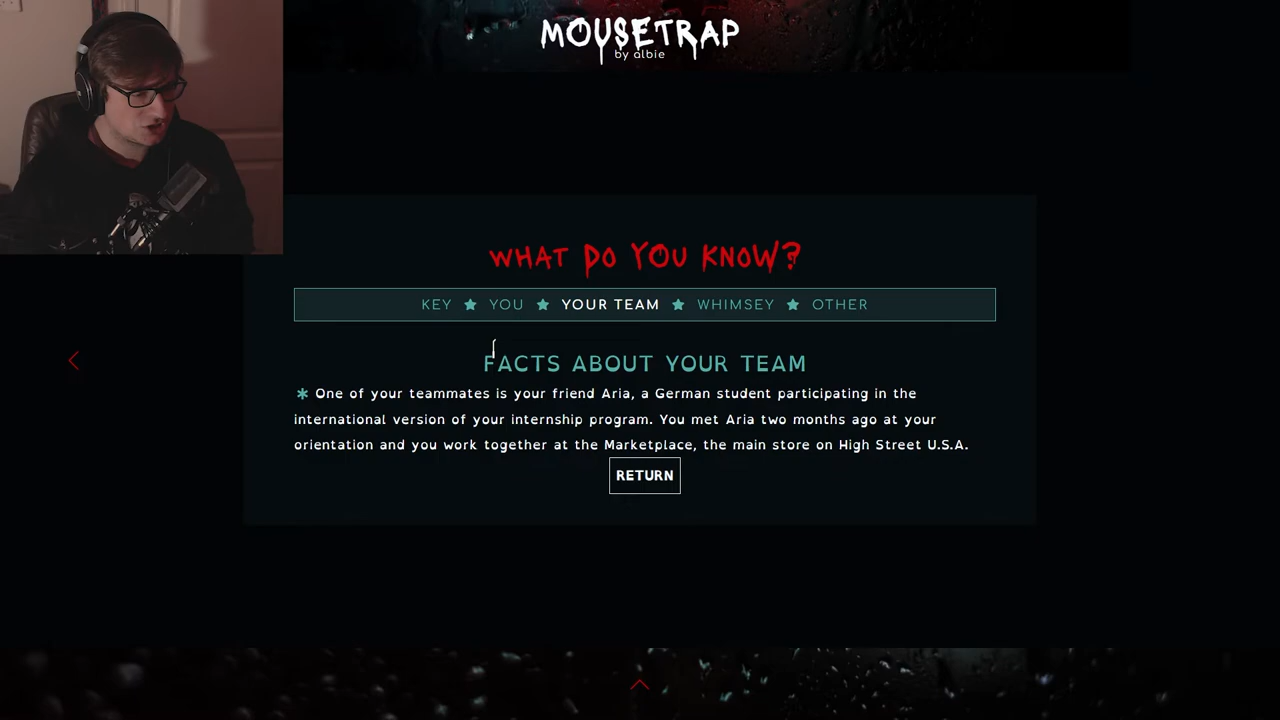 MOUSETRAP
by albie
WHAT DO YOU KNOW?
KEY ★ YOU ★ YOUR TEAM ★ WHIMSEY ★ OTHER
FACTS ABOUT YOUR TEAM
* One of your teammates is your friend Aria, a German student participating in the
international version of your internship program. You met Aria two months ago at your
orientation and you work together at the Marketplace, the main store on High Street U.S.A.
RETURN